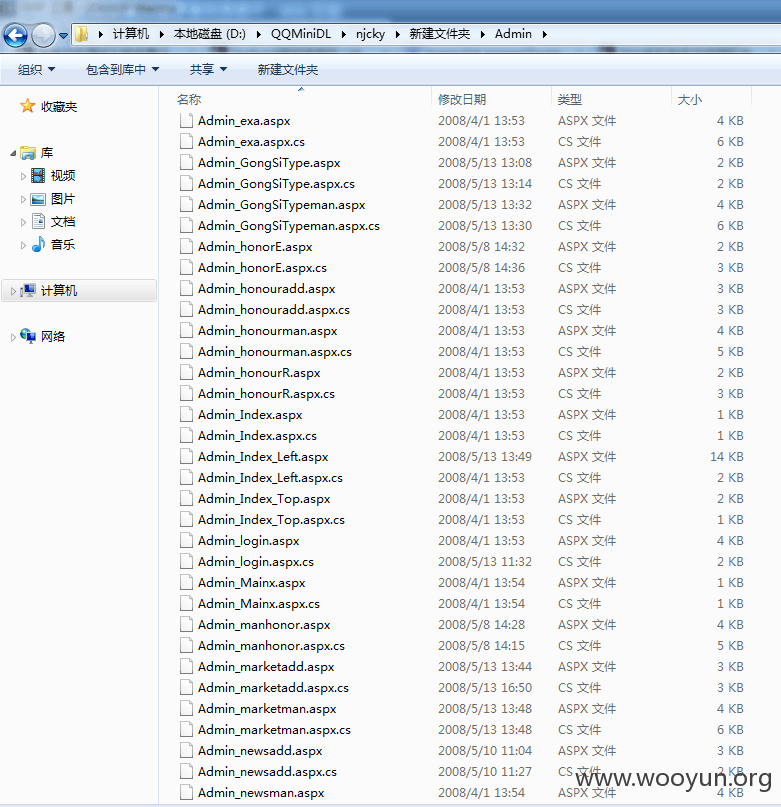 计算机 本地磁盘 (D:) QQMiniDL njcky 新建文件夹 Admin
组织 包含到库中 共享 新建文件夹
收藏夹
库
视频
图片
文档
音乐
计算机
网络
名称 修改日期 类型 大小
Admin_exa.aspx 2008/4/1 13:53 ASPX 文件 4 KB
Admin_exa.aspx.cs 2008/4/1 13:53 CS 文件 6 KB
Admin_GongSiType.aspx 2008/5/13 13:08 ASPX 文件 2 KB
Admin_GongSiType.aspx.cs 2008/5/13 13:14 CS 文件 2 KB
Admin_GongSiTypeman.aspx 2008/5/13 13:32 ASPX 文件 4 KB
Admin_GongSiTypeman.aspx.cs 2008/5/13 13:30 CS 文件 6 KB
Admin_honorE.aspx 2008/5/8 14:32 ASPX 文件 2 KB
Admin_honorE.aspx.cs 2008/5/8 14:36 CS 文件 3 KB
Admin_honouradd.aspx 2008/4/1 13:53 ASPX 文件 3 KB
Admin_honouradd.aspx.cs 2008/4/1 13:53 CS 文件 3 KB
Admin_honourman.aspx 2008/4/1 13:53 ASPX 文件 4 KB
Admin_honourman.aspx.cs 2008/4/1 13:53 CS 文件 5 KB
Admin_honourR.aspx 2008/4/1 13:53 ASPX 文件 2 KB
Admin_honourR.aspx.cs 2008/4/1 13:53 CS 文件 3 KB
Admin_Index.aspx 2008/4/1 13:53 ASPX 文件 1 KB
Admin_Index.aspx.cs 2008/4/1 13:53 CS 文件 1 KB
Admin_Index_Left.aspx 2008/5/13 13:49 ASPX 文件 14 KB
Admin_Index_Left.aspx.cs 2008/4/1 13:53 CS 文件 2 KB
Admin_Index_Top.aspx 2008/4/1 13:53 ASPX 文件 2 KB
Admin_Index_Top.aspx.cs 2008/4/1 13:53 CS 文件 1 KB
Admin_login.aspx 2008/4/1 13:53 ASPX 文件 4 KB
Admin_login.aspx.cs 2008/5/13 11:32 CS 文件 2 KB
Admin_Mainx.aspx 2008/4/1 13:54 ASPX 文件 1 KB
Admin_Mainx.aspx.cs 2008/4/1 13:54 CS 文件 1 KB
Admin_manhonor.aspx 2008/5/8 14:28 ASPX 文件 4 KB
Admin_manhonor.aspx.cs 2008/5/8 14:15 CS 文件 5 KB
Admin_marketadd.aspx 2008/5/13 13:44 ASPX 文件 3 KB
Admin_marketadd.aspx.cs 2008/5/13 16:50 CS 文件 3 KB
Admin_marketman.aspx 2008/5/13 13:48 ASPX 文件 4 KB
Admin_marketman.aspx.cs 2008/5/13 13:48 CS 文件 6 KB
Admin_newsadd.aspx 2008/5/10 11:04 ASPX 文件 3 KB
Admin_newsadd.aspx.cs 2008/5/10 11:27 CS 文件 2 KB
Admin_newsman.aspx 2008/4/1 13:54 ASPX 文件 4 KB
www.wooyun.org